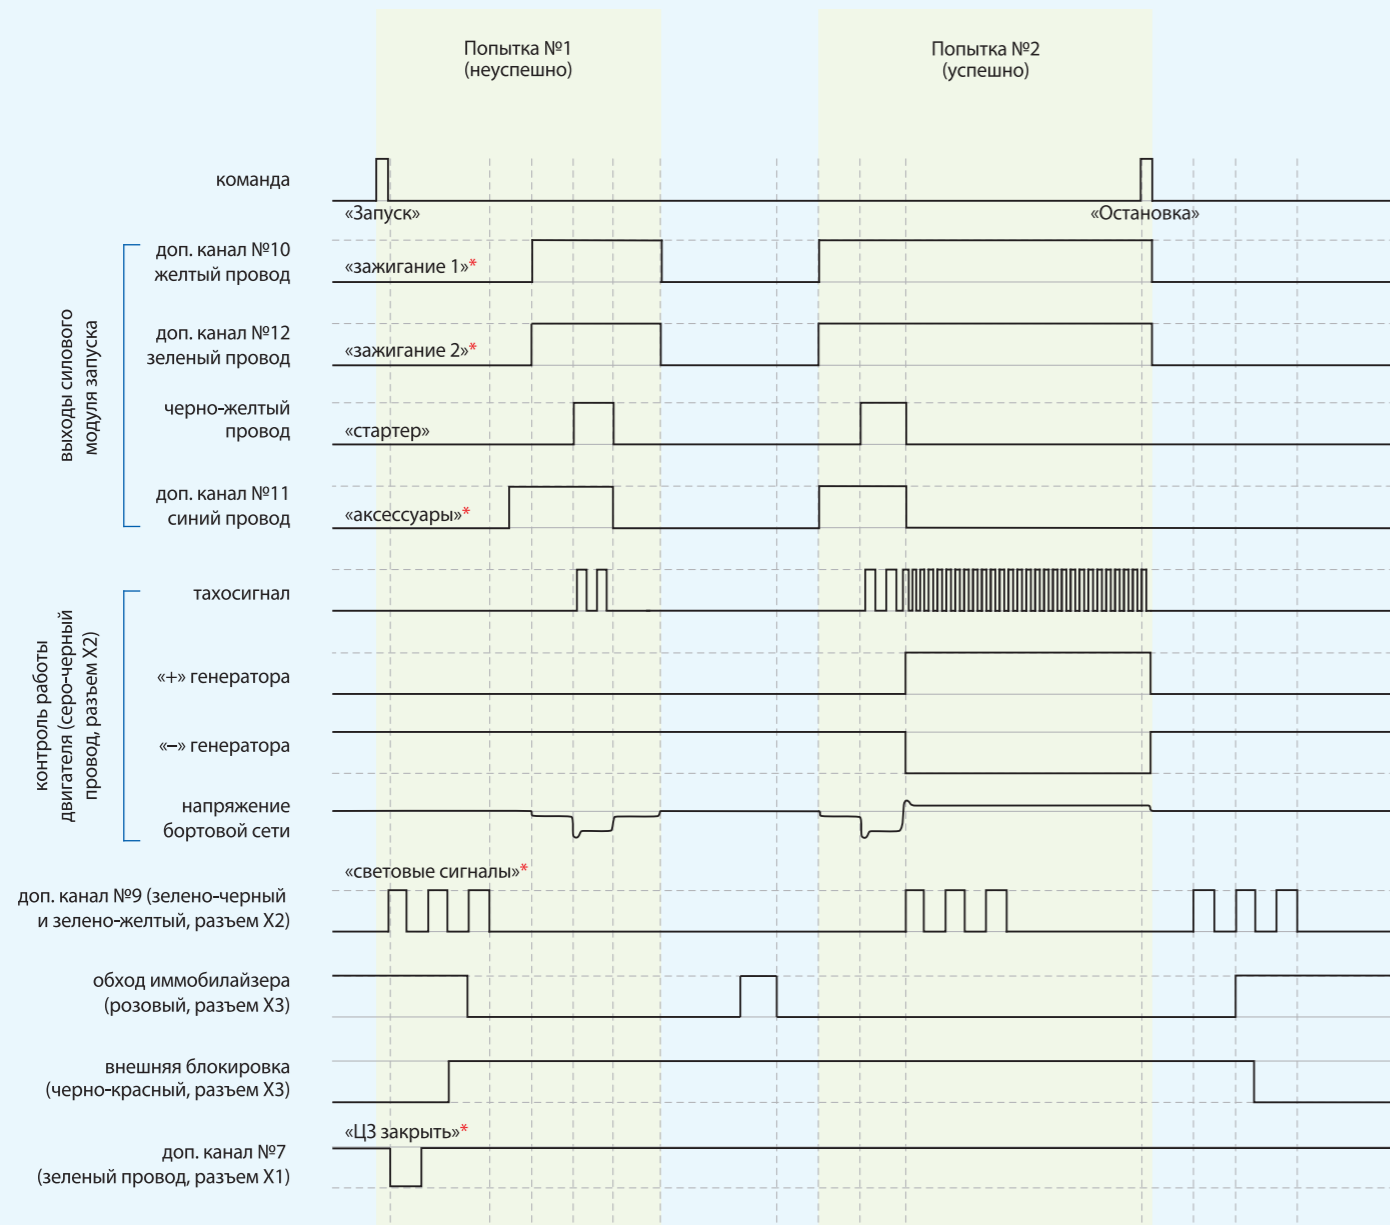 Попытка №1
(неуспешно)
Попытка №2
(успешно)
команда
«Запуск»
«Остановка»
выходы силового
модуля запуска
доп. канал №10
желтый провод
«зажигание 1»*
доп. канал №12
зеленый провод
«зажигание 2»*
черно-желтый
провод
«стартер»
доп. канал №11
синий провод
«аксессуары»*
контроль работы
двигателя (серо-черный
провод, разъем X2)
тахосигнал
«+» генератора
«–» генератора
напряжение
бортовой сети
«световые сигналы»*
доп. канал №9 (зелено-черный
и зелено-желтый, разъем X2)
обход иммобилайзера
(розовый, разъем X3)
внешняя блокировка
(черно-красный, разъем X3)
«ЦЗ закрыть»*
доп. канал №7
(зеленый провод, разъем X1)